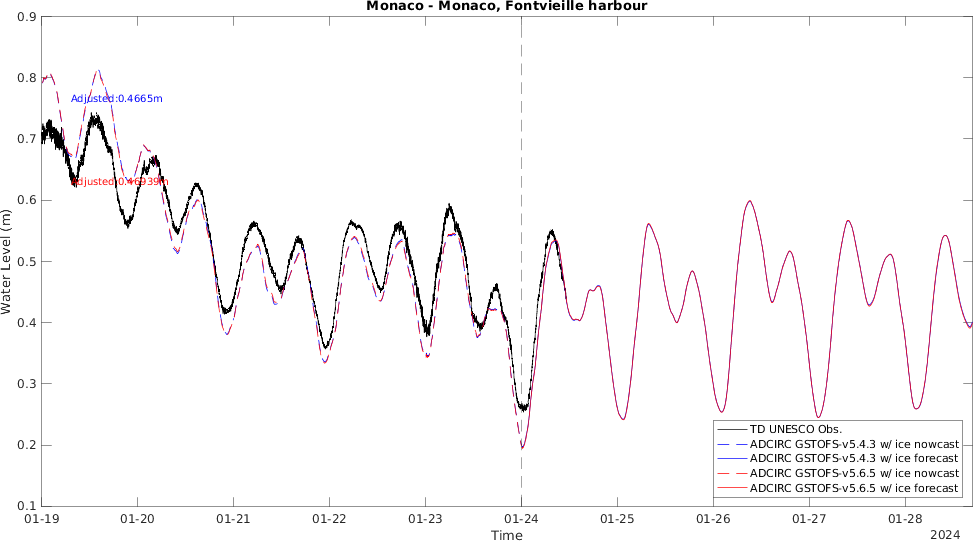 Monaco - Monaco, Fontvieille harbour
0.9
0.8
0.7
0.6
0.5
0.4
0.3
0.2
0.1
Water Level (m)
Adjusted:0.4665m
Adjusted:0.46939m
TD UNESCO Obs.
ADCIRC GSTOFS-v5.4.3 w/ ice nowcast
ADCIRC GSTOFS-v5.4.3 w/ ice forecast
ADCIRC GSTOFS-v5.6.5 w/ ice nowcast
ADCIRC GSTOFS-v5.6.5 w/ ice forecast
01-19 01-20 01-21 01-22 01-23 01-24 01-25 01-26 01-27 01-28
Time
2024